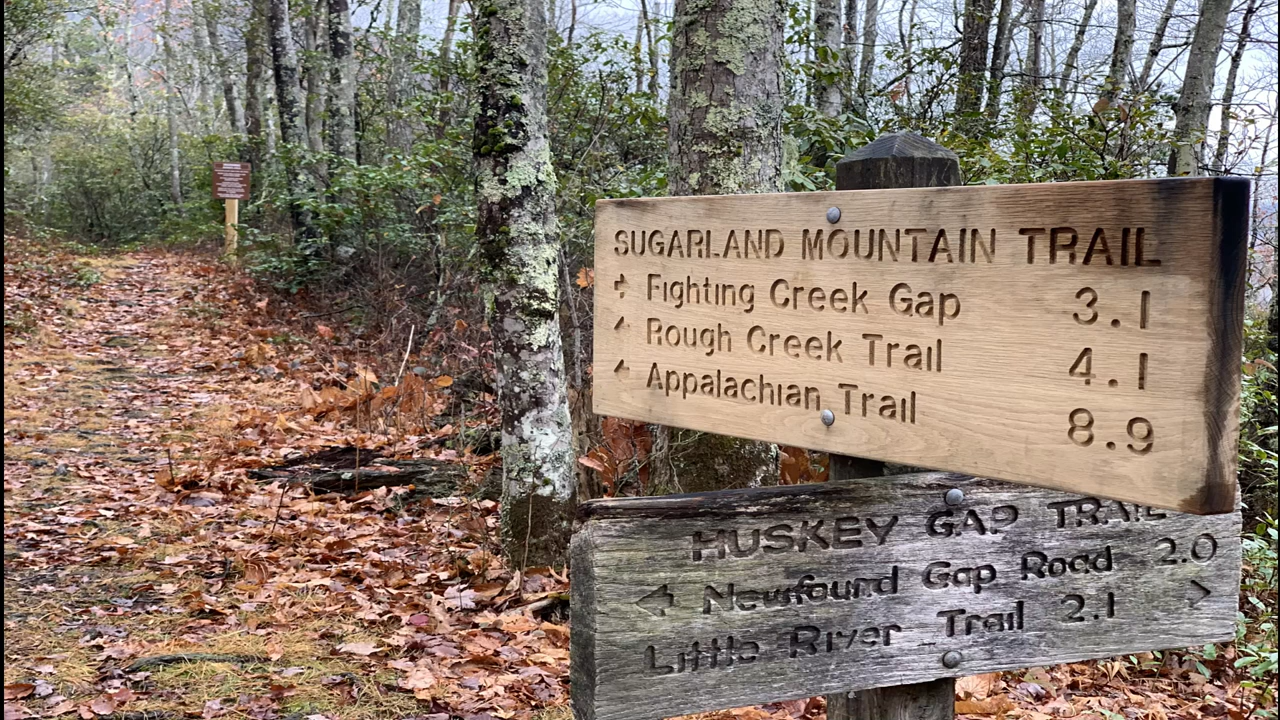 SUGARLAND MOUNTAIN TRAIL
Fighting Creek Gap 3.1
Rough Creek Trail 4.1
Appalachian Trail 8.9
HUSKEY GAP TRAIL
Newfound Gap Road 2.0
Little River Trail 2.1